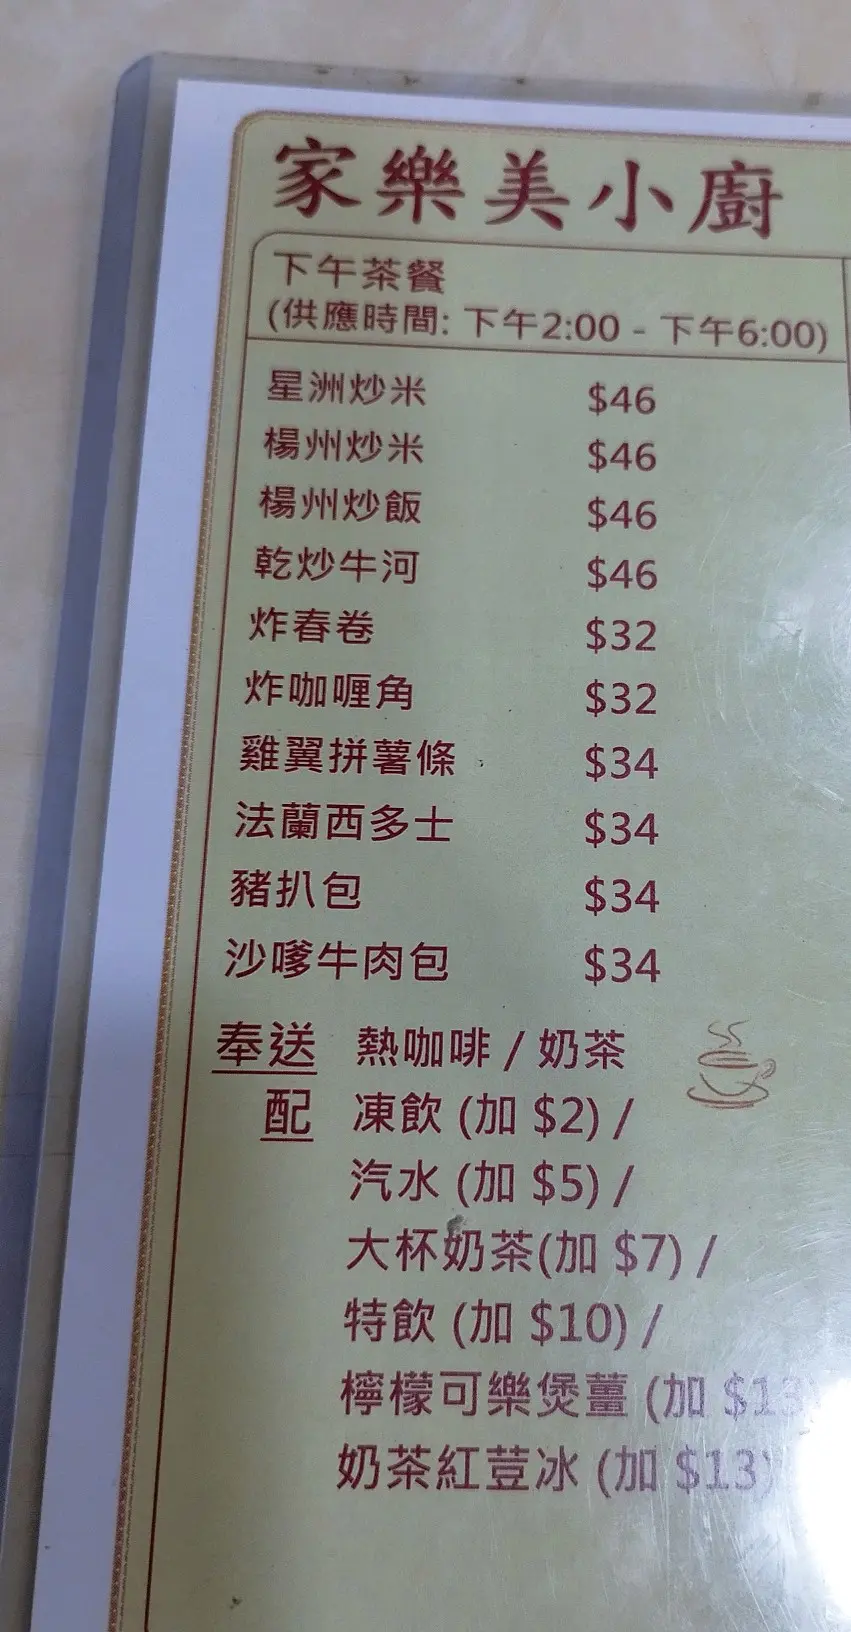 家樂美小廚
下午茶餐
(供應時間: 下午2:00 - 下午6:00)
星洲炒米 $46
楊州炒米 $46
楊州炒飯 $46
乾炒牛河 $46
炸春卷 $32
炸咖喱角 $32
雞翼拼薯條 $34
法蘭西多士 $34
豬扒包 $34
沙嗲牛肉包 $34
奉送 熱咖啡 / 奶茶
配 凍飲 (加 $2) /
汽水 (加 $5) /
大杯奶茶(加 $7) /
特飲 (加 $10) /
檸檬可樂煲薑 (加 $13)
奶茶紅荳冰 (加 $13)